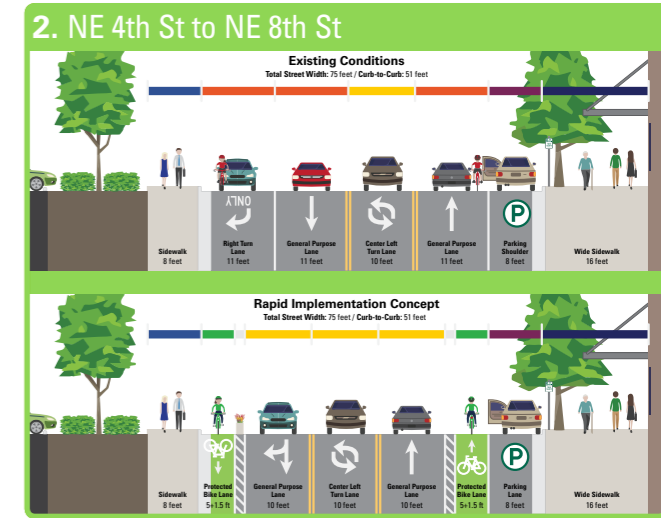 2. NE 4th St to NE 8th St
Existing Conditions
Total Street Width: 75 feet / Curb-to-Curb: 51 feet
ONLY
P
Sidewalk
8 feet
Right Turn
Lane
11 feet
General Purpose
Lane
11 feet
Center Left
Turn Lane
10 feet
General Purpose
Lane
11 feet
Parking
Shoulder
8 feet
Wide Sidewalk
16 feet
Rapid Implementation Concept
Total Street Width: 75 feet / Curb-to-Curb: 51 feet
P
Sidewalk
8 feet
Protected
Bike Lane
5+1.5 ft
General Purpose
Lane
10 feet
Center Left
Turn Lane
10 feet
General Purpose
Lane
10 feet
Protected
Bike Lane
5+1.5 ft
Parking
Lane
8 feet
Wide Sidewalk
16 feet